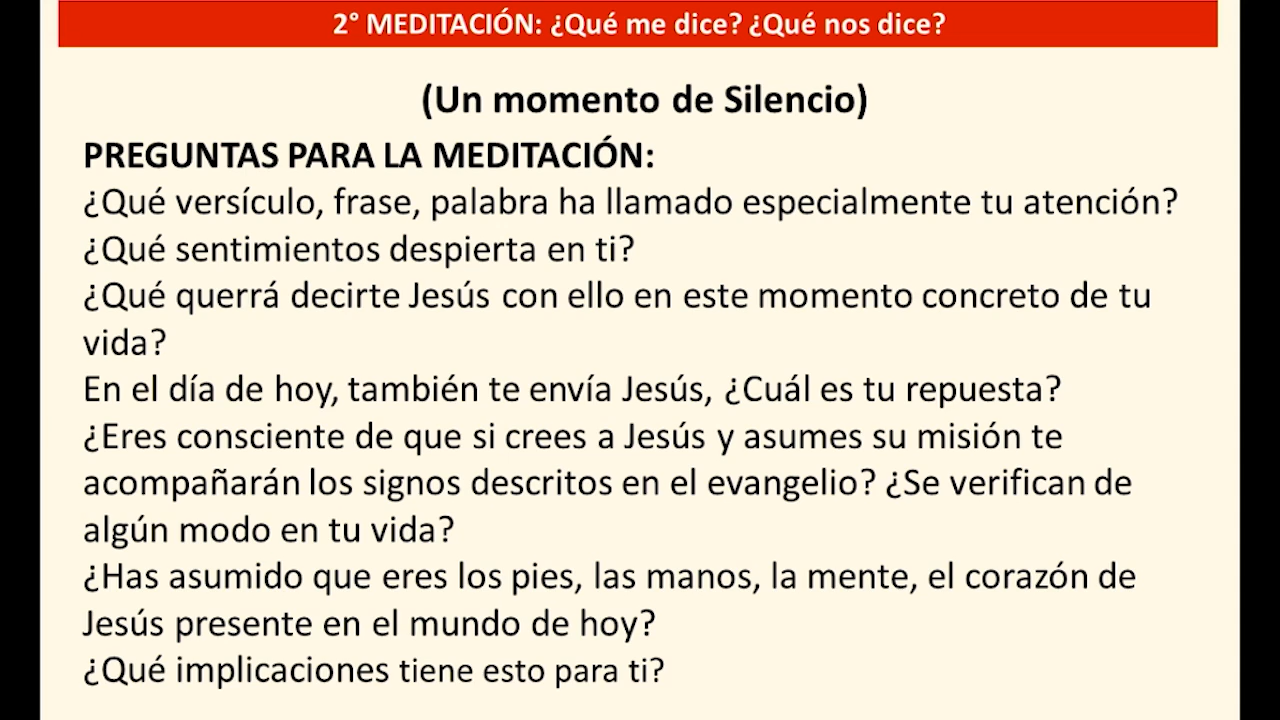 2° MEDITACIÓN: ¿Qué me dice? ¿Qué nos dice?
(Un momento de Silencio)
PREGUNTAS PARA LA MEDITACIÓN:
¿Qué versículo, frase, palabra ha llamado especialmente tu atención?
¿Qué sentimientos despierta en ti?
¿Qué querrá decirte Jesús con ello en este momento concreto de tu
vida?
En el día de hoy, también te envía Jesús, ¿Cuál es tu repuesta?
¿Eres consciente de que si crees a Jesús y asumes su misión te
acompañarán los signos descritos en el evangelio? ¿Se verifican de
algún modo en tu vida?
¿Has asumido que eres los pies, las manos, la mente, el corazón de
Jesús presente en el mundo de hoy?
¿Qué implicaciones tiene esto para ti?